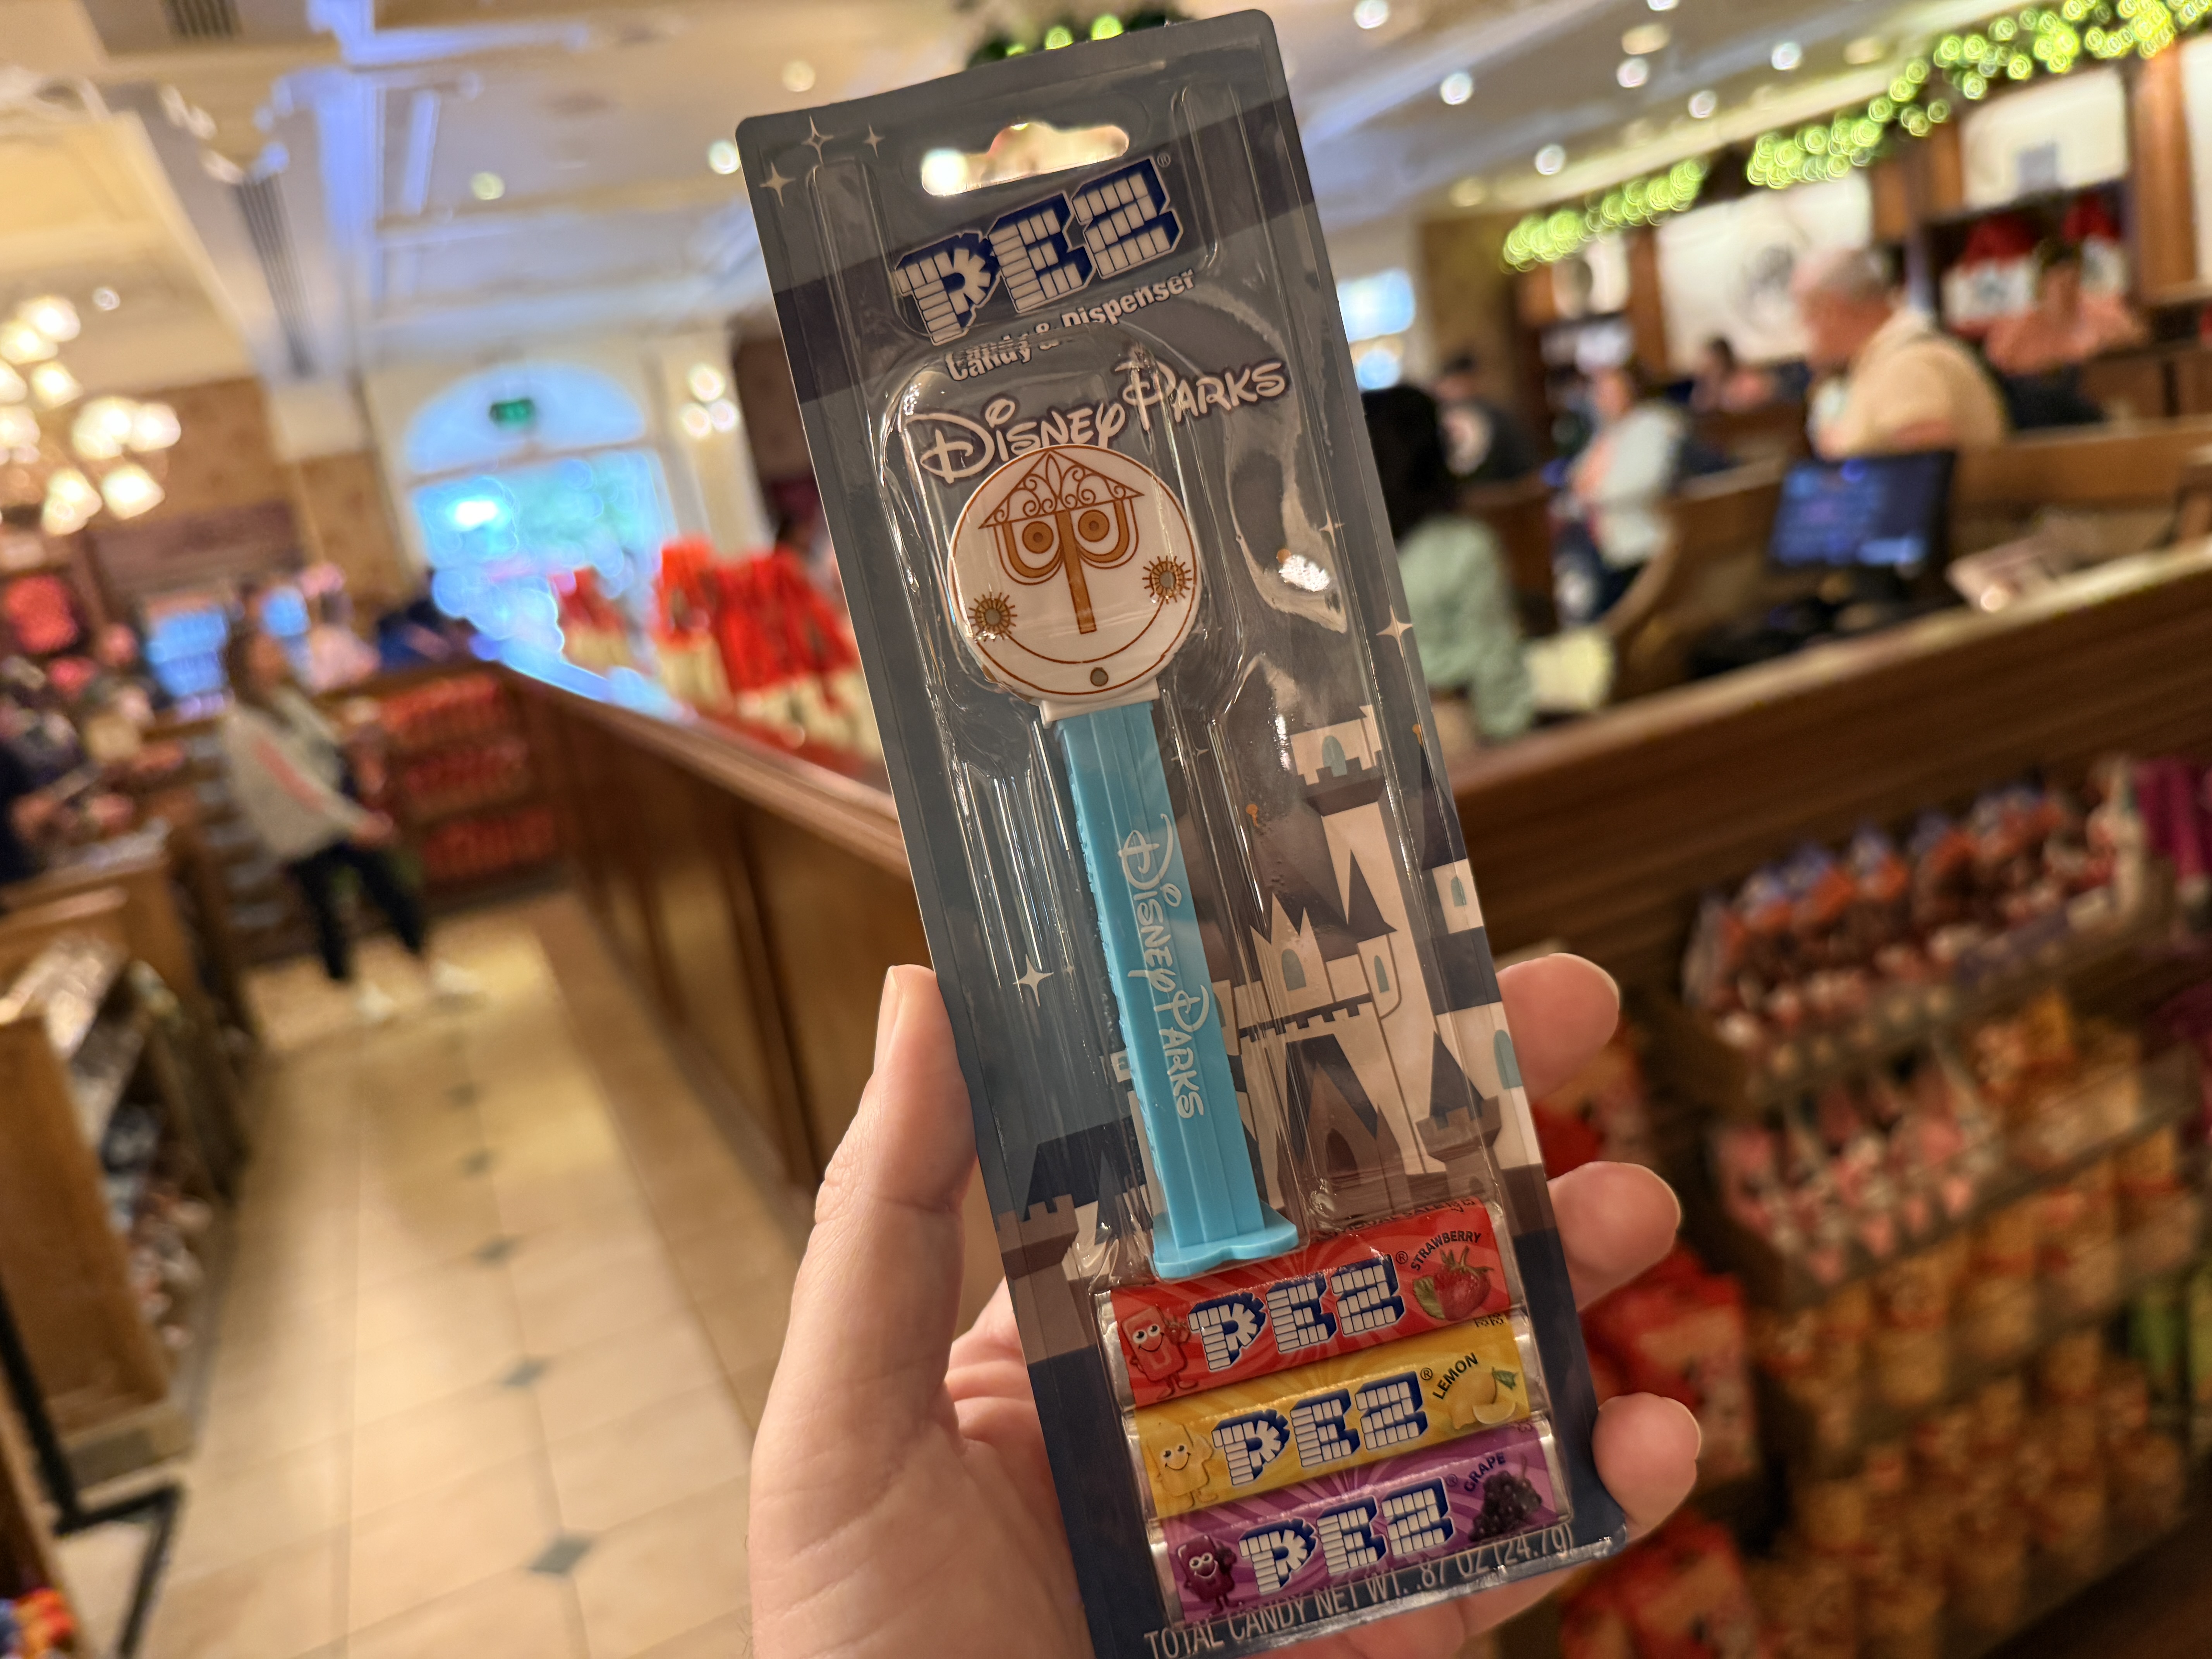 PEZ®
Candy & Dispenser
Disney Parks
Disney Parks
PEZ® STRAWBERRY
PEZ® LEMON
PEZ® GRAPE
TOTAL CANDY NET WT. .87 OZ (24.7g)